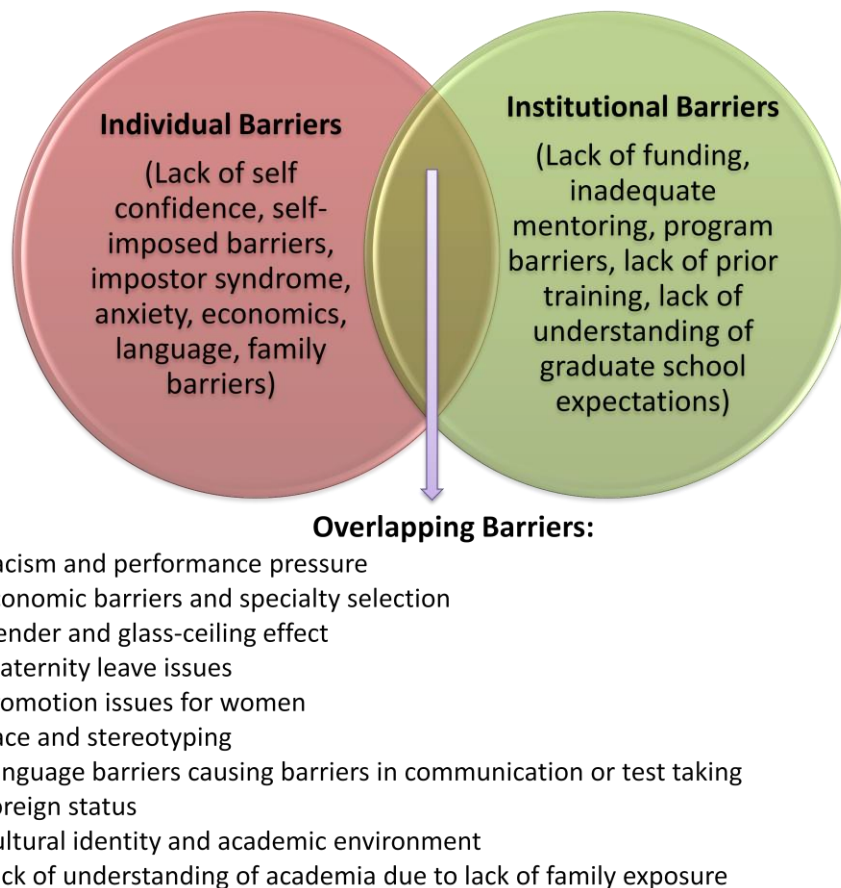 Individual Barriers
(Lack of self
confidence, self-
imposed barriers,
impostor syndrome,
anxiety, economics,
language, family
barriers)
Institutional Barriers
(Lack of funding,
inadequate
mentoring, program
barriers, lack of prior
training, lack of
understanding of
graduate school
expectations)
Overlapping Barriers:
acism and performance pressure
conomic barriers and specialty selection
ender and glass-ceiling effect
aternity leave issues
romotion issues for women
ace and stereotyping
anguage barriers causing barriers in communication or test taking
oreign status
ultural identity and academic environment
ack of understanding of academia due to lack of family exposure